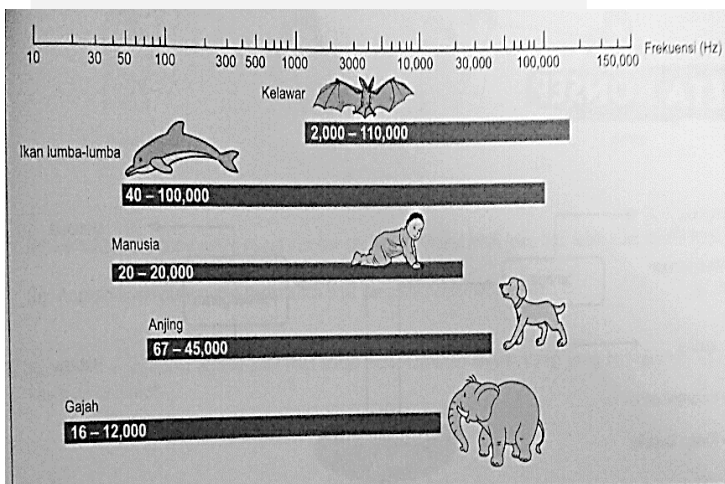 Frekuensi (Hz)
10 30 50 100 300 500 1000 3000 10,000 30,000 100,000 150,000
Kelawar
2,000 – 110,000
Ikan lumba-lumba
40 – 100,000
Manusia
20 – 20,000
Anjing
67 – 45,000
Gajah
16 – 12,000